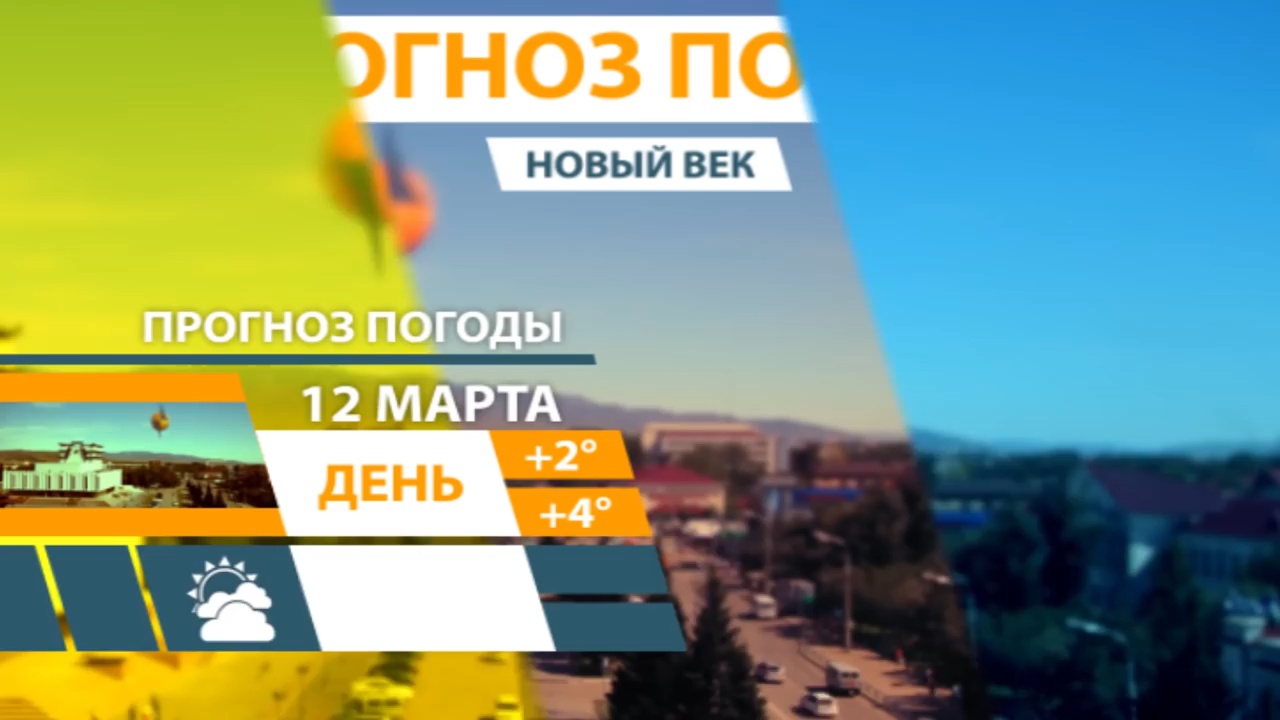 ОГНОЗ ПО
НОВЫЙ ВЕК
ПРОГНОЗ ПОГОДЫ
12 МАРТА
ДЕНЬ
+2°
+4°